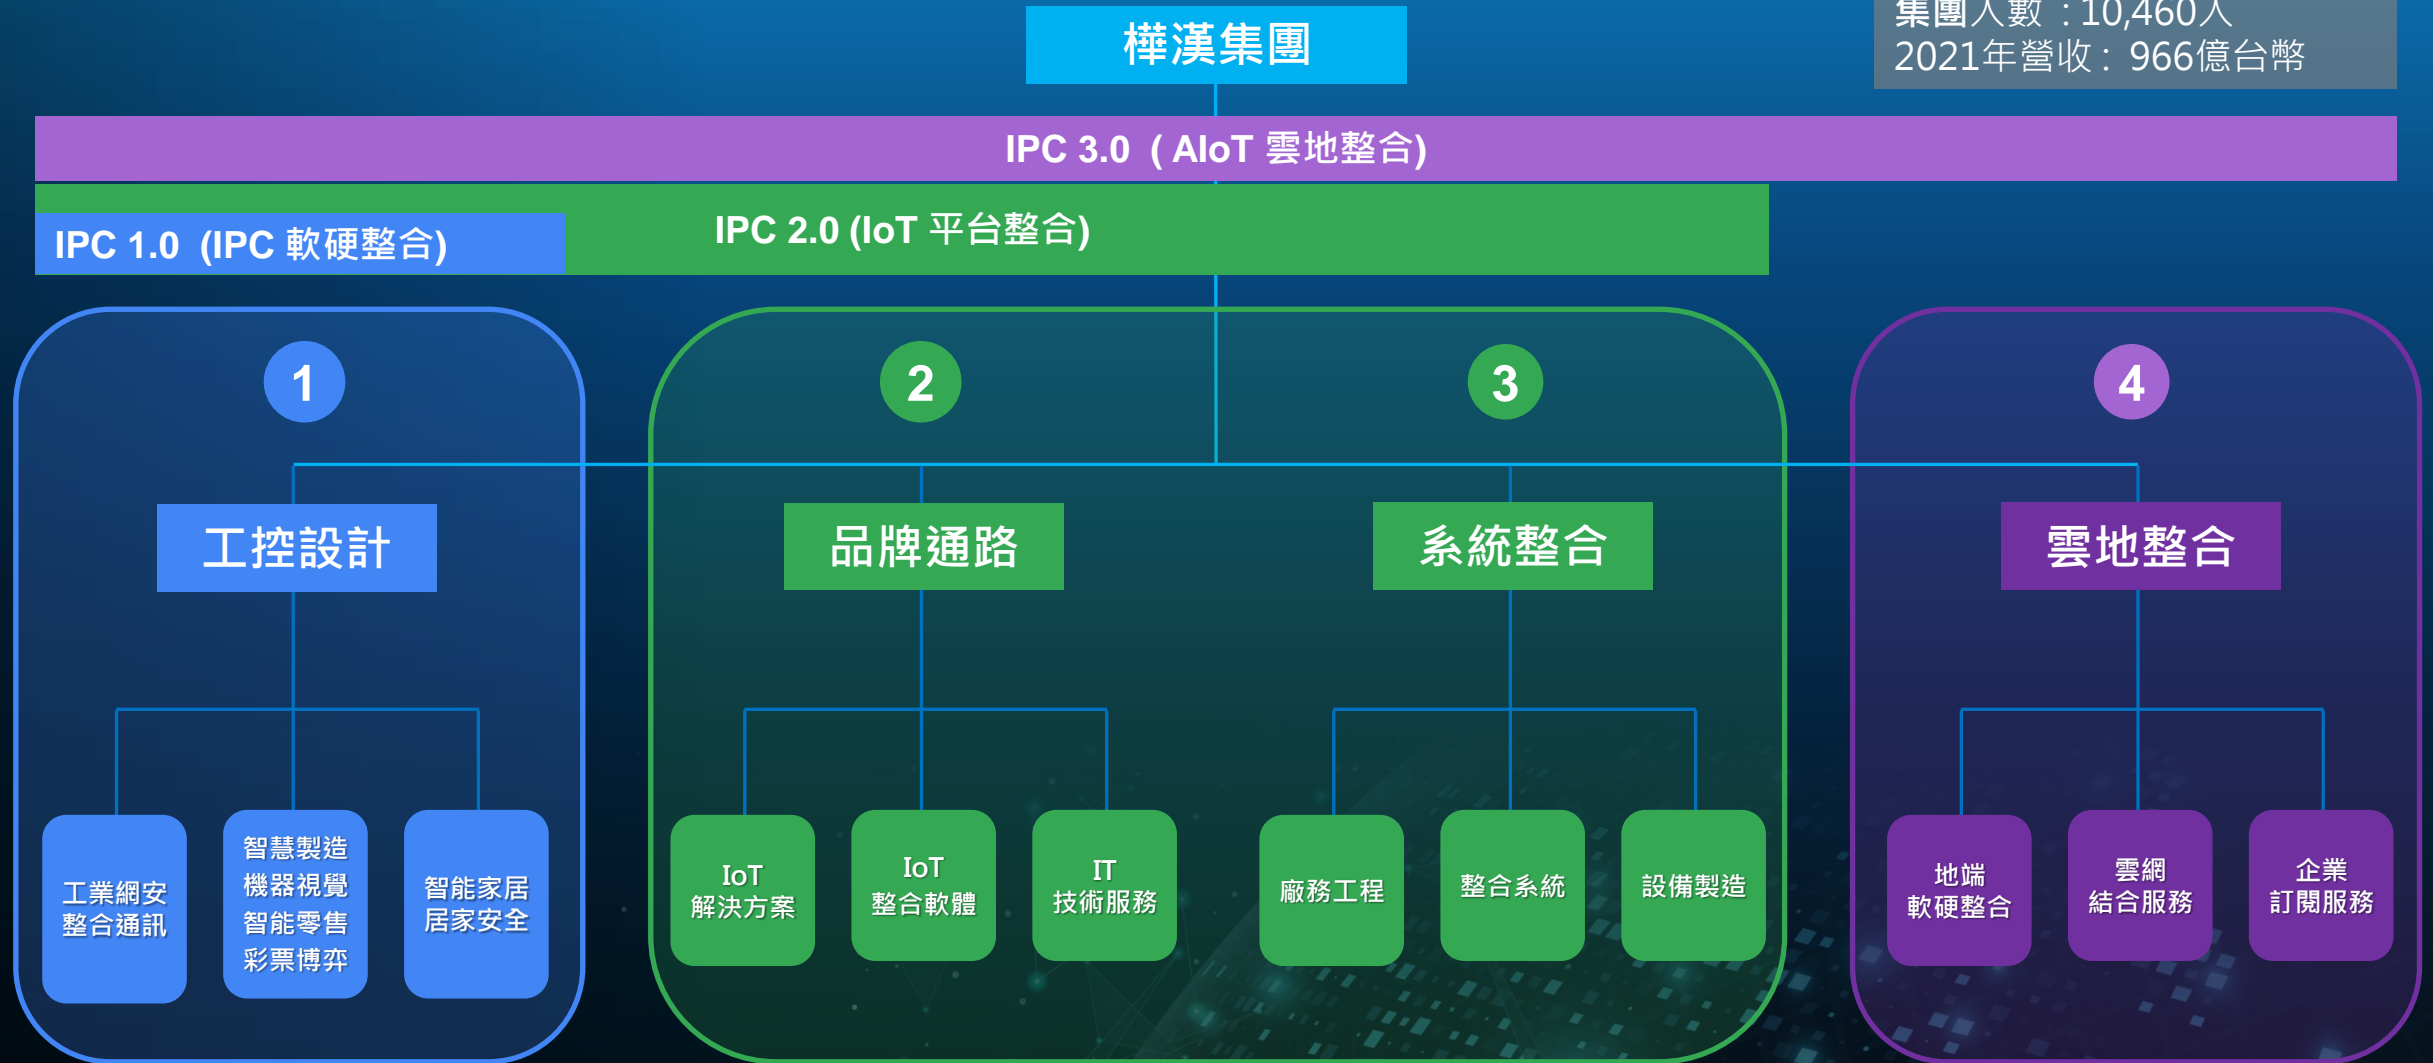 樺漢集團
集團人數 : 10,460人
2021年營收 : 966億台幣
IPC 3.0 ( AIoT 雲地整合)
IPC 2.0 (IoT 平台整合)
IPC 1.0 (IPC 軟硬整合)
1
2
3
4
工控設計
品牌通路
系統整合
雲地整合
工業網安
整合通訊
智慧製造
機器視覺
智能零售
彩票博弈
智能家居
居家安全
IoT
解決方案
IoT
整合軟體
IT
技術服務
廠務工程
整合系統
設備製造
地端
軟硬整合
雲網
結合服務
企業
訂閱服務